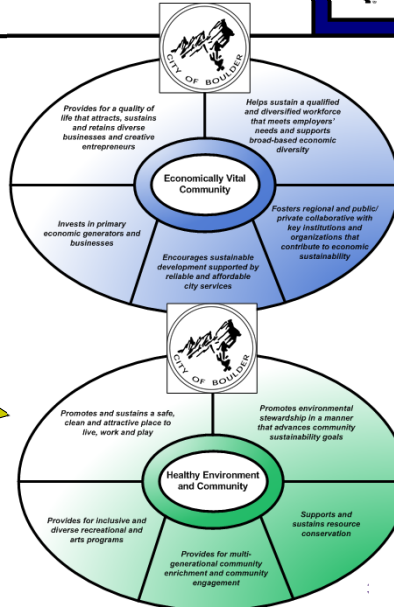 CITY OF BOULDER
Provides for a quality of
life that attracts, sustains
and retains diverse
businesses and creative
entrepreneurs
Helps sustain a qualified
and diversified workforce
that meets employers'
needs and supports
broad-based economic
diversity
Economically Vital
Community
Invests in primary
economic generators and
businesses
Encourages sustainable
development supported by
reliable and affordable
city services
Fosters regional and public/
private collaborative with
key institutions and
organizations that
contribute to economic
sustainability
CITY OF BOULDER
Promotes and sustains a safe,
clean and attractive place to
live, work and play
Promotes environmental
stewardship in a manner
that advances community
sustainability goals
Healthy Environment
and Community
Provides for inclusive and
diverse recreational and
arts programs
Provides for multi-
generational community
enrichment and community
engagement
Supports and
sustains resource
conservation